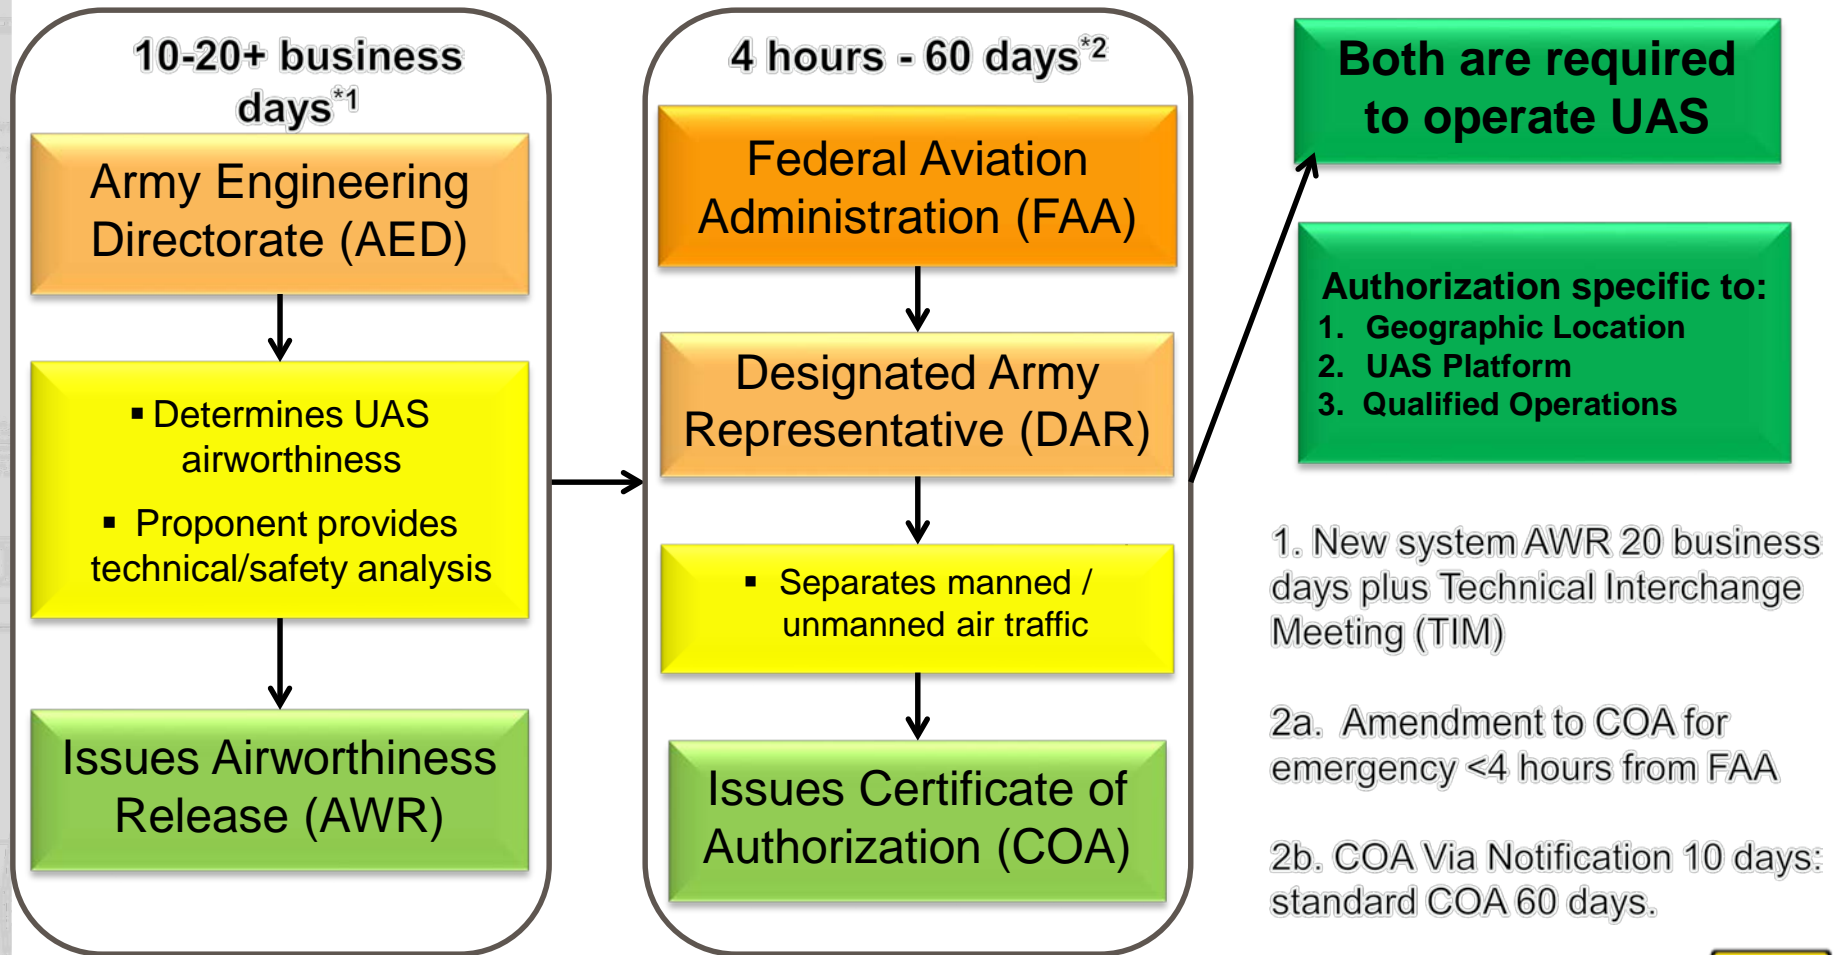 10-20+ business
days*1
Army Engineering
Directorate (AED)
▪ Determines UAS
airworthiness
▪ Proponent provides
technical/safety analysis
Issues Airworthiness
Release (AWR)
4 hours - 60 days*2
Federal Aviation
Administration (FAA)
Designated Army
Representative (DAR)
▪ Separates manned /
unmanned air traffic
Issues Certificate of
Authorization (COA)
Both are required
to operate UAS
Authorization specific to:
1. Geographic Location
2. UAS Platform
3. Qualified Operations
1. New system AWR 20 business
days plus Technical Interchange
Meeting (TIM)
2a. Amendment to COA for
emergency <4 hours from FAA
2b. COA Via Notification 10 days:
standard COA 60 days.